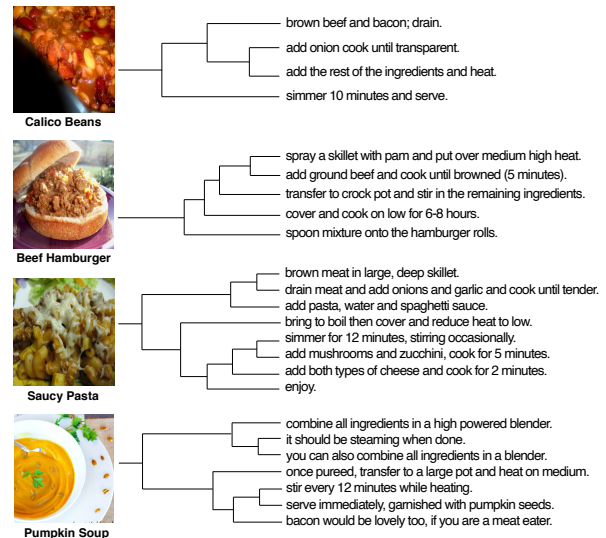 brown beef and bacon; drain.
add onion cook until transparent.
add the rest of the ingredients and heat.
simmer 10 minutes and serve.
Calico Beans
spray a skillet with pam and put over medium high heat.
add ground beef and cook until browned (5 minutes).
transfer to crock pot and stir in the remaining ingredients.
cover and cook on low for 6-8 hours.
spoon mixture onto the hamburger rolls.
Beef Hamburger
brown meat in large, deep skillet.
drain meat and add onions and garlic and cook until tender.
add pasta, water and spaghetti sauce.
bring to boil then cover and reduce heat to low.
simmer for 12 minutes, stirring occasionally.
add mushrooms and zucchini, cook for 5 minutes.
add both types of cheese and cook for 2 minutes.
enjoy.
Saucy Pasta
combine all ingredients in a high powered blender.
it should be steaming when done.
you can also combine all ingredients in a blender.
once pureed, transfer to a large pot and heat on medium.
stir every 12 minutes while heating.
serve immediately, garnished with pumpkin seeds.
bacon would be lovely too, if you are a meat eater.
Pumpkin Soup